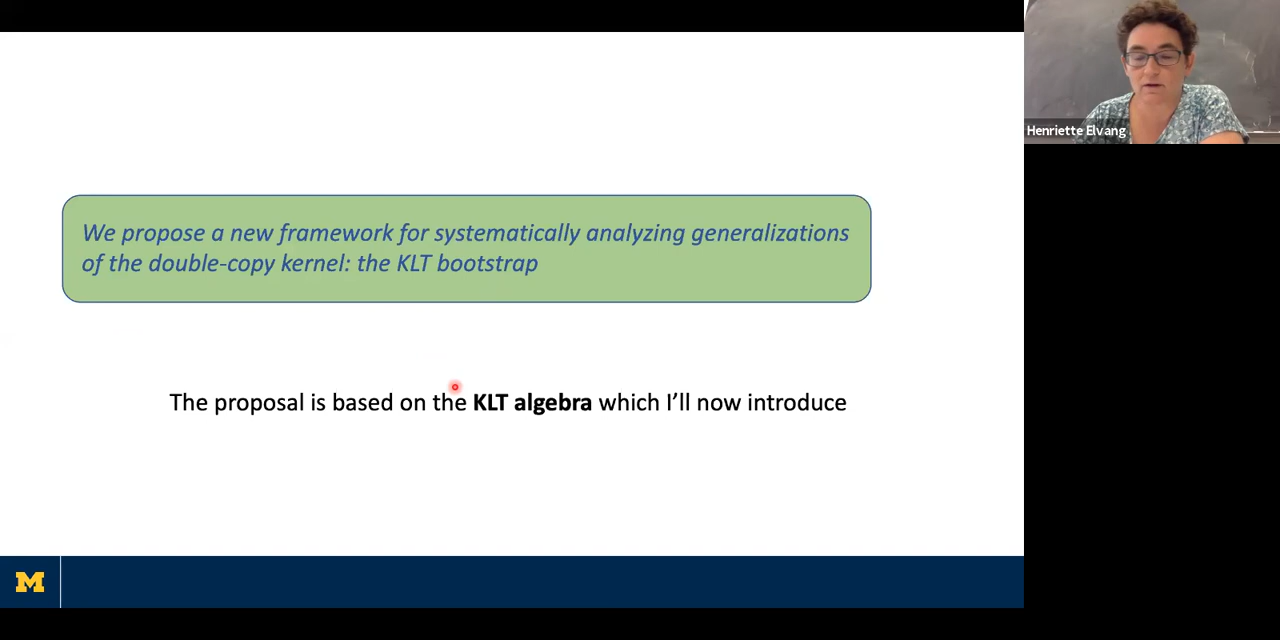 We propose a new framework for systematically analyzing generalizations
of the double-copy kernel: the KLT bootstrap
The proposal is based on the KLT algebra which I'll now introduce
Henriette Elvang
M